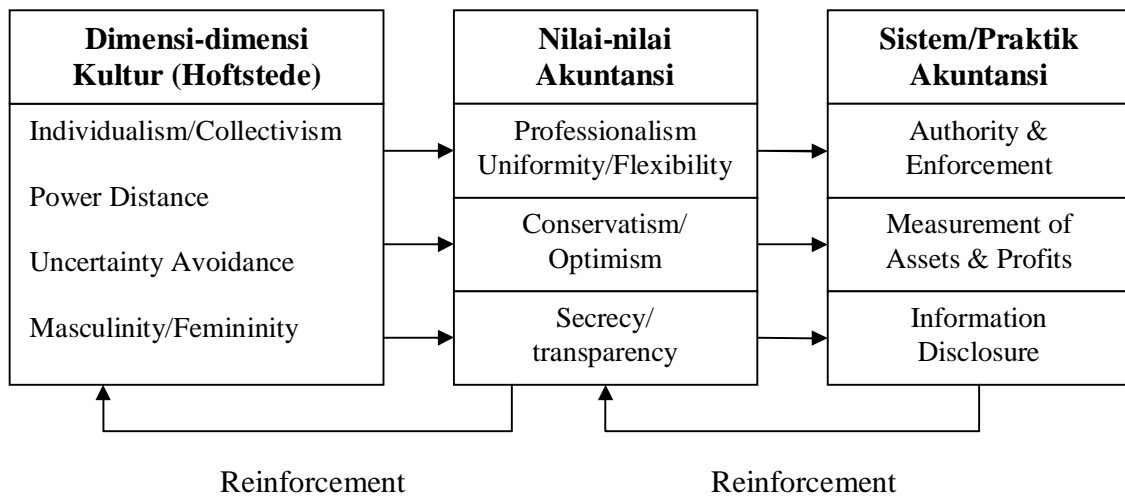 Dimensi-dimensi
Kultur (Hoftstede)
Individualism/Collectivism
Power Distance
Uncertainty Avoidance
Masculinity/Femininity
Nilai-nilai
Akuntansi
Professionalism
Uniformity/Flexibility
Conservatism/
Optimism
Secrecy/
transparency
Sistem/Praktik
Akuntansi
Authority &
Enforcement
Measurement of
Assets & Profits
Information
Disclosure
Reinforcement
Reinforcement